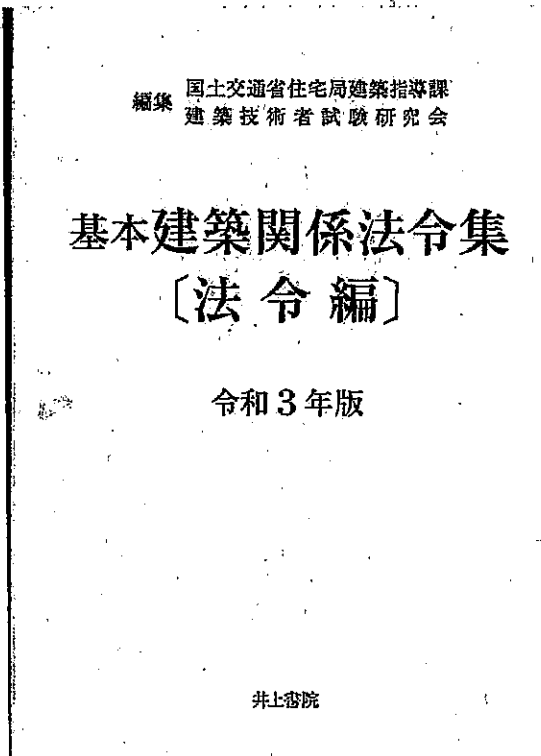 編集
国土交通省住宅局建築指導課
建築技術者試験研究会
基本建築関係法令集
〔法令編〕
令和3年版
井上書院